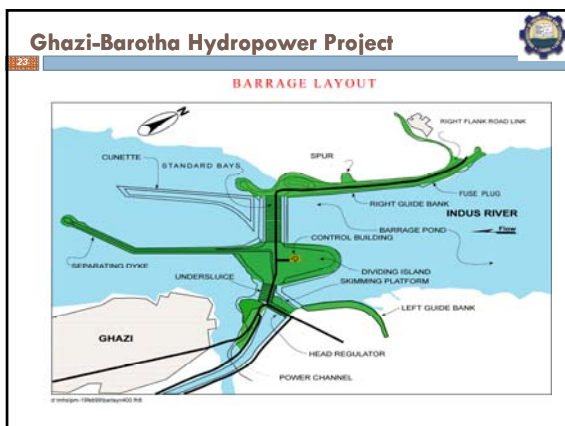 Ghazi-Barotha Hydropower Project
23
BARRAGE LAYOUT
N
RIGHT FLANK ROAD LINK
CUNETTE
STANDARD BAYS
SPUR
FUSE PLUG
RIGHT GUIDE BANK
INDUS RIVER
BARRAGE POND
Flow
CONTROL BUILDING
SEPARATING DYKE
DIVIDING ISLAND
UNDERSLUICE
SKIMMING PLATFORM
LEFT GUIDE BANK
GHAZI
HEAD REGULATOR
POWER CHANNEL